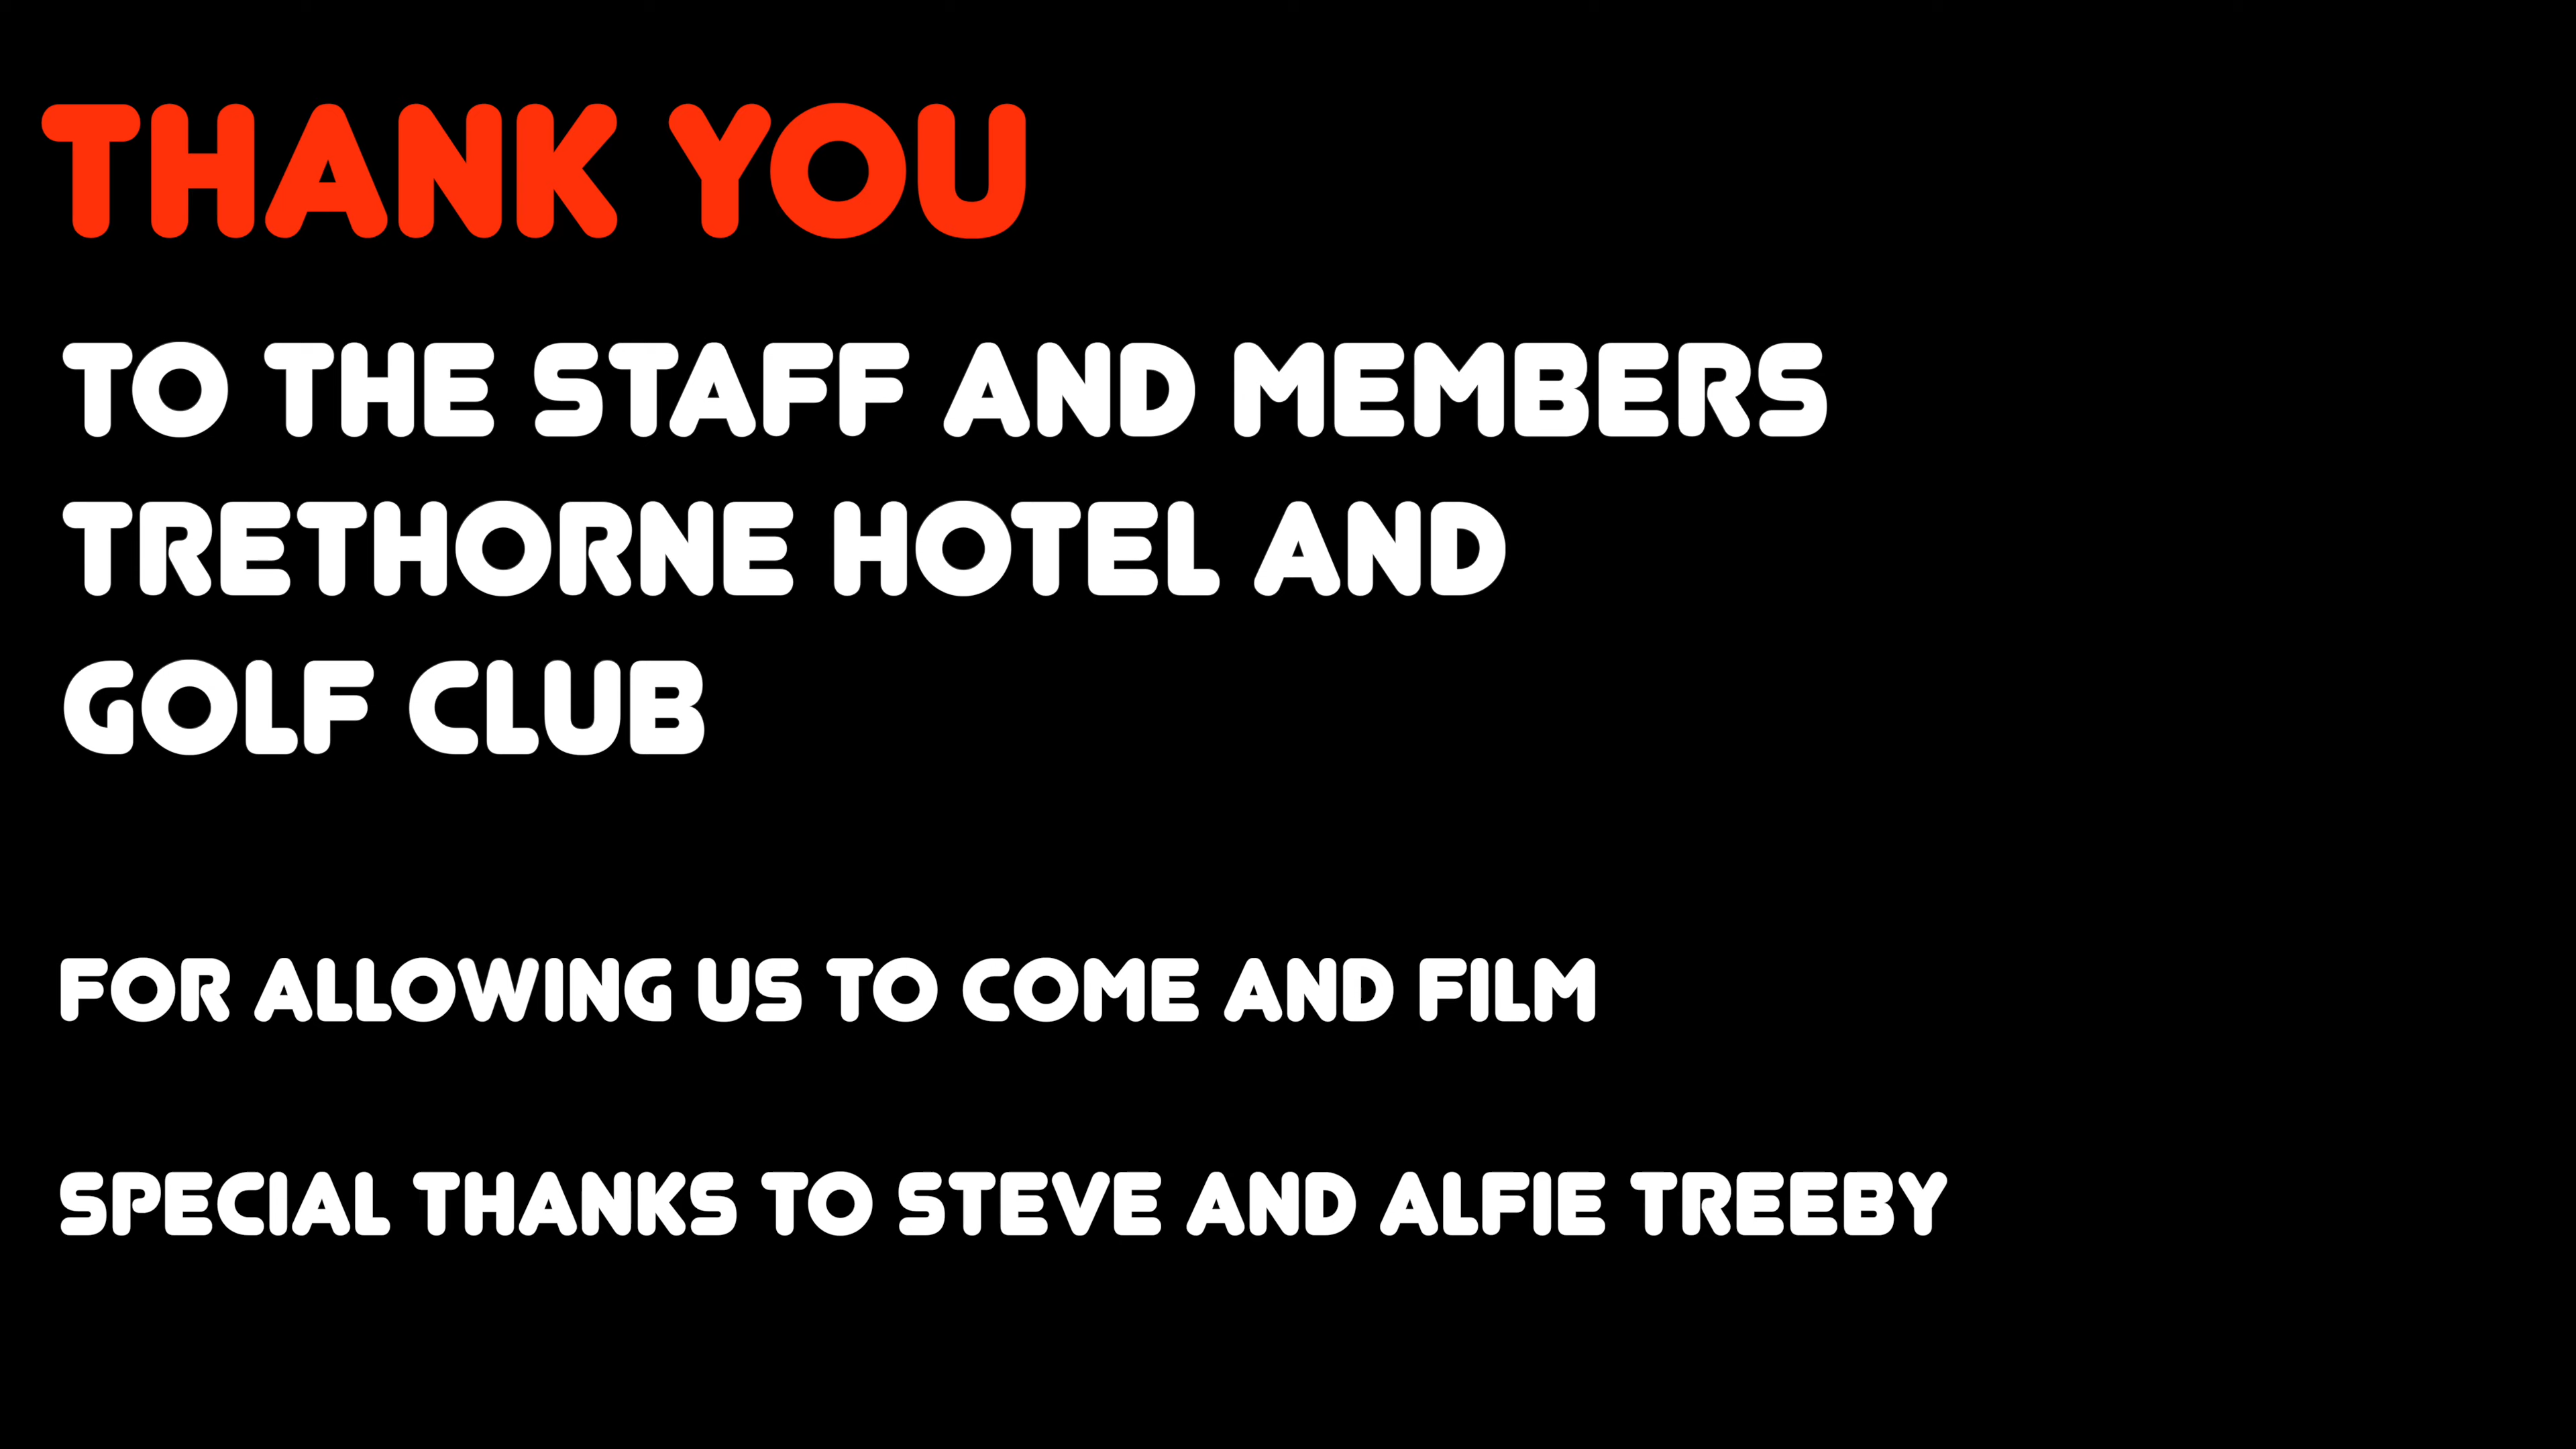 THANK YOU
TO THE STAFF AND MEMBERS
TRETHORNE HOTEL AND
GOLF CLUB
FOR ALLOWING US TO COME AND FILM
SPECIAL THANKS TO STEVE AND ALFIE TREEBY